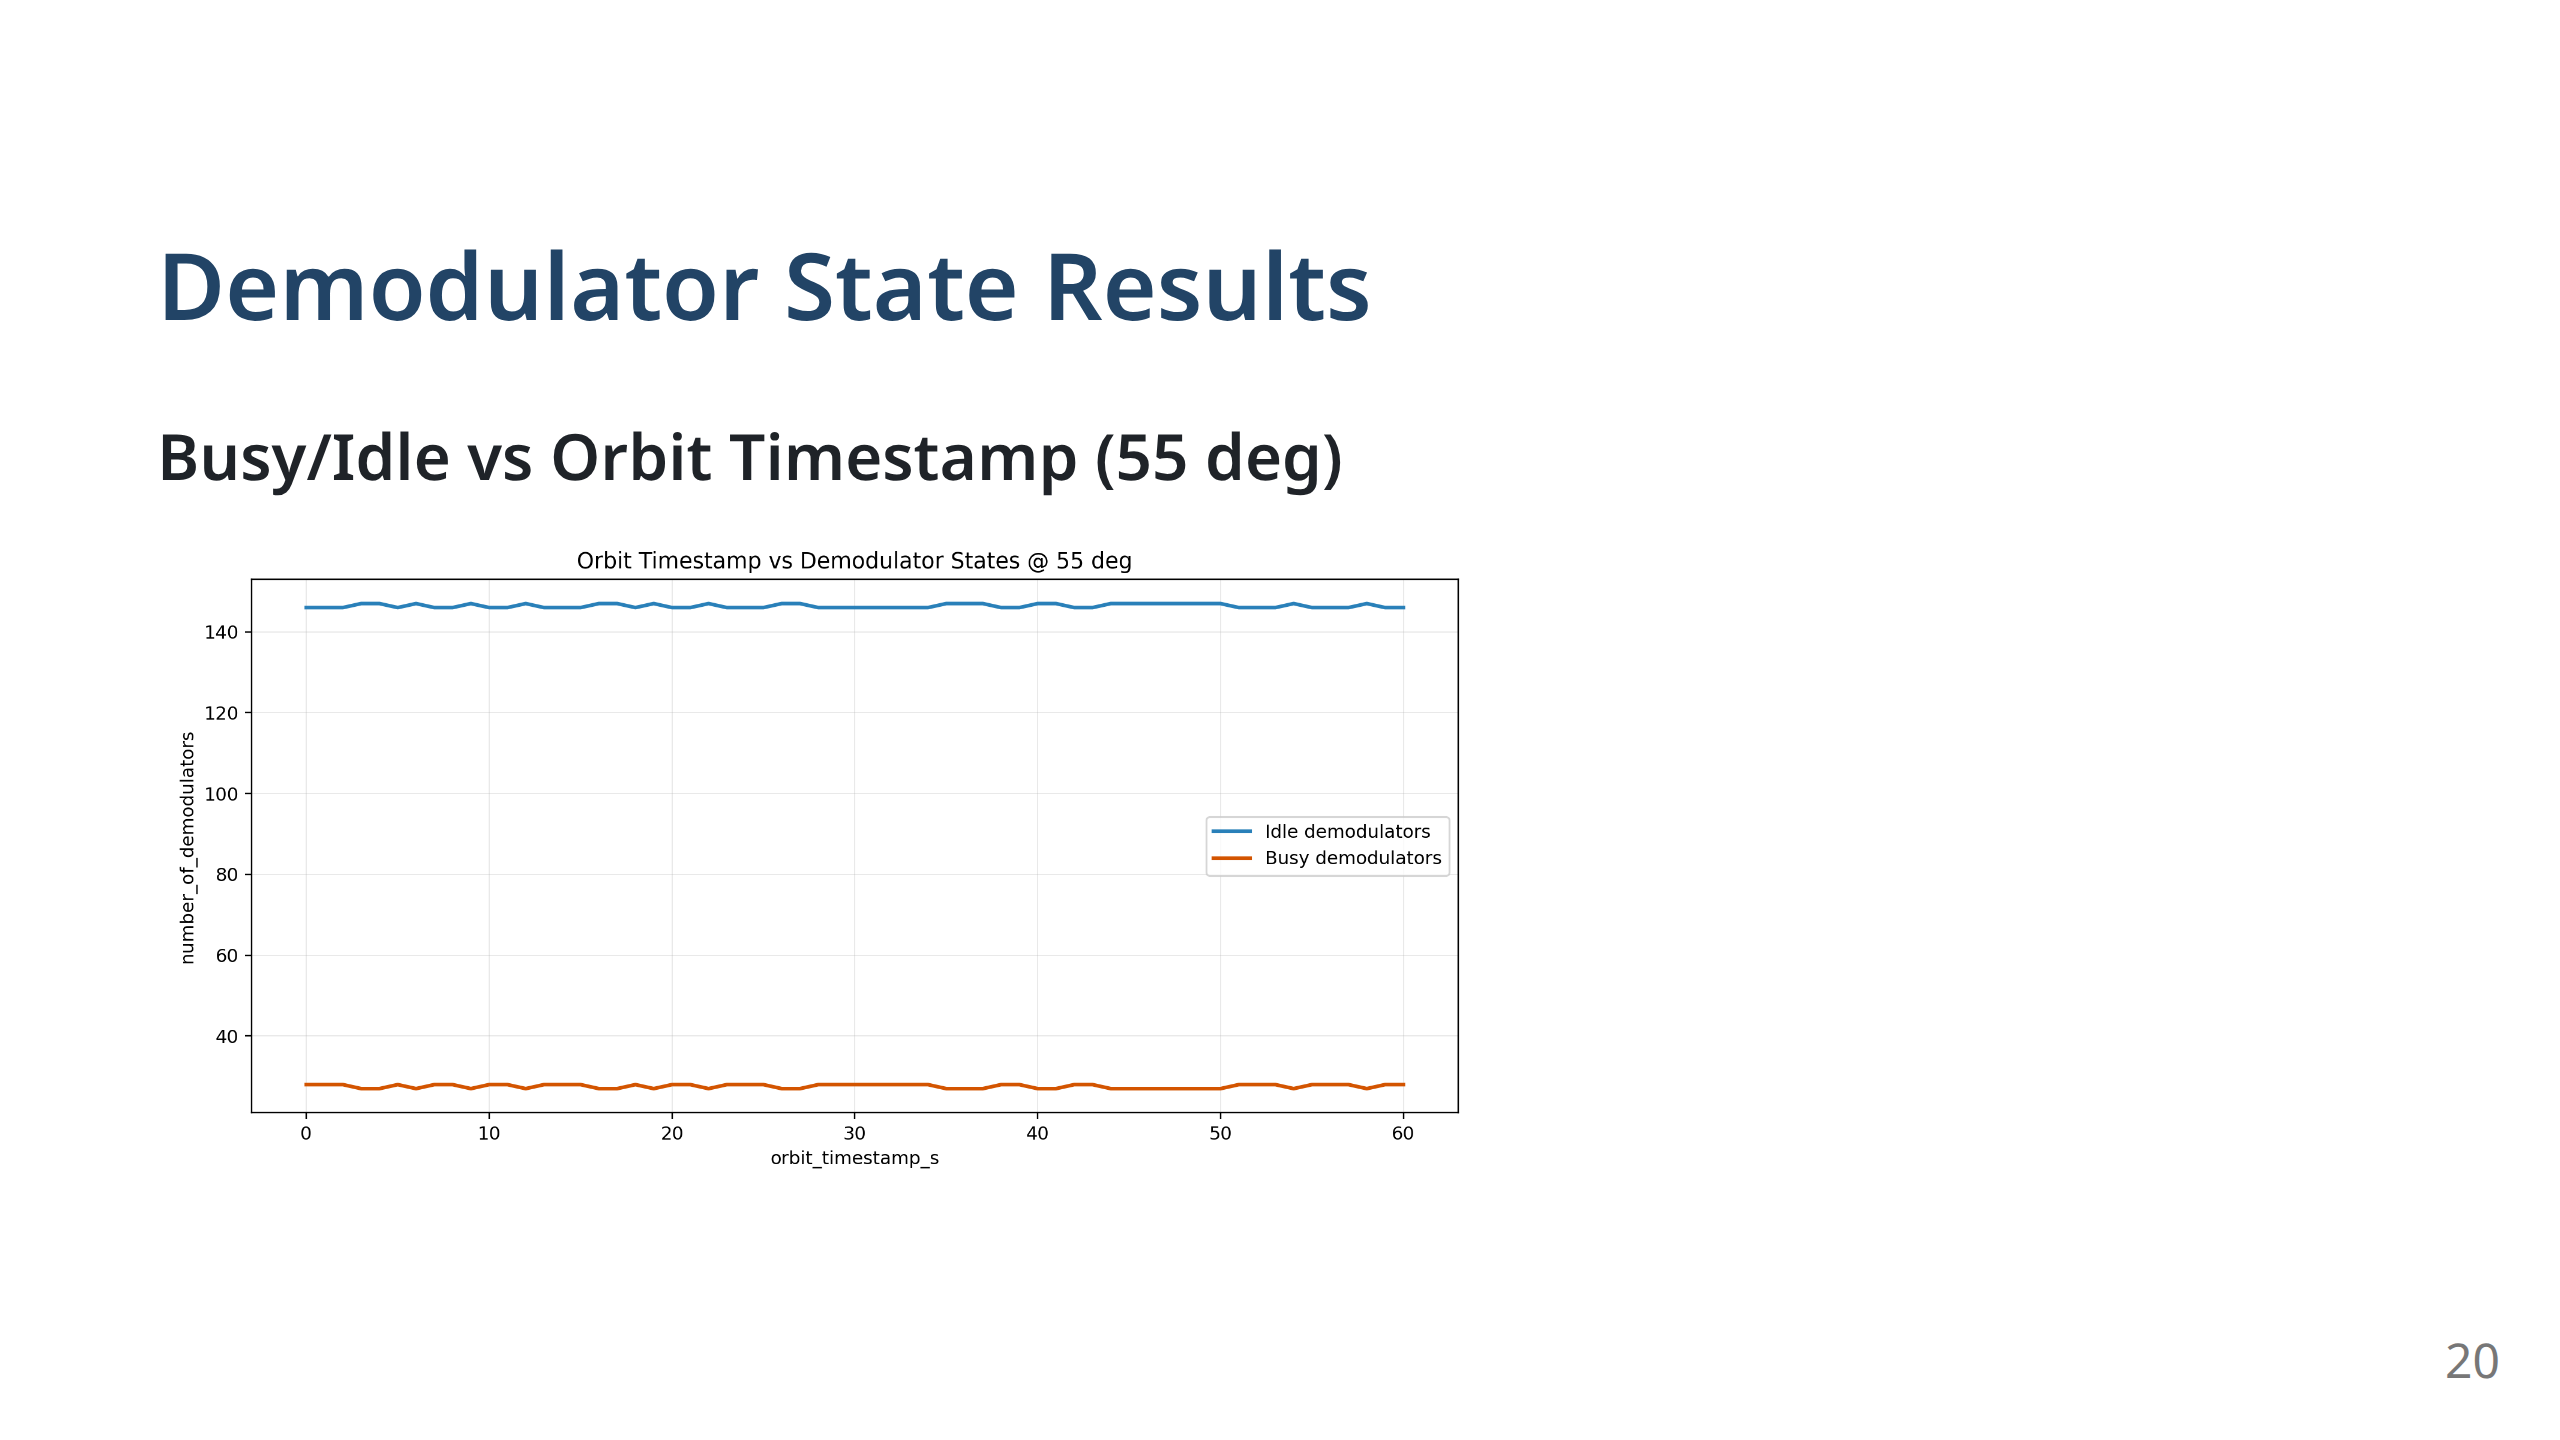 Demodulator State Results
Busy/Idle vs Orbit Timestamp (55 deg)
Orbit Timestamp vs Demodulator States @ 55 deg
number_of_demodulators
140
120
100
80
60
40
Idle demodulators
Busy demodulators
0 10 20 30 40 50 60
orbit_timestamp_s
20